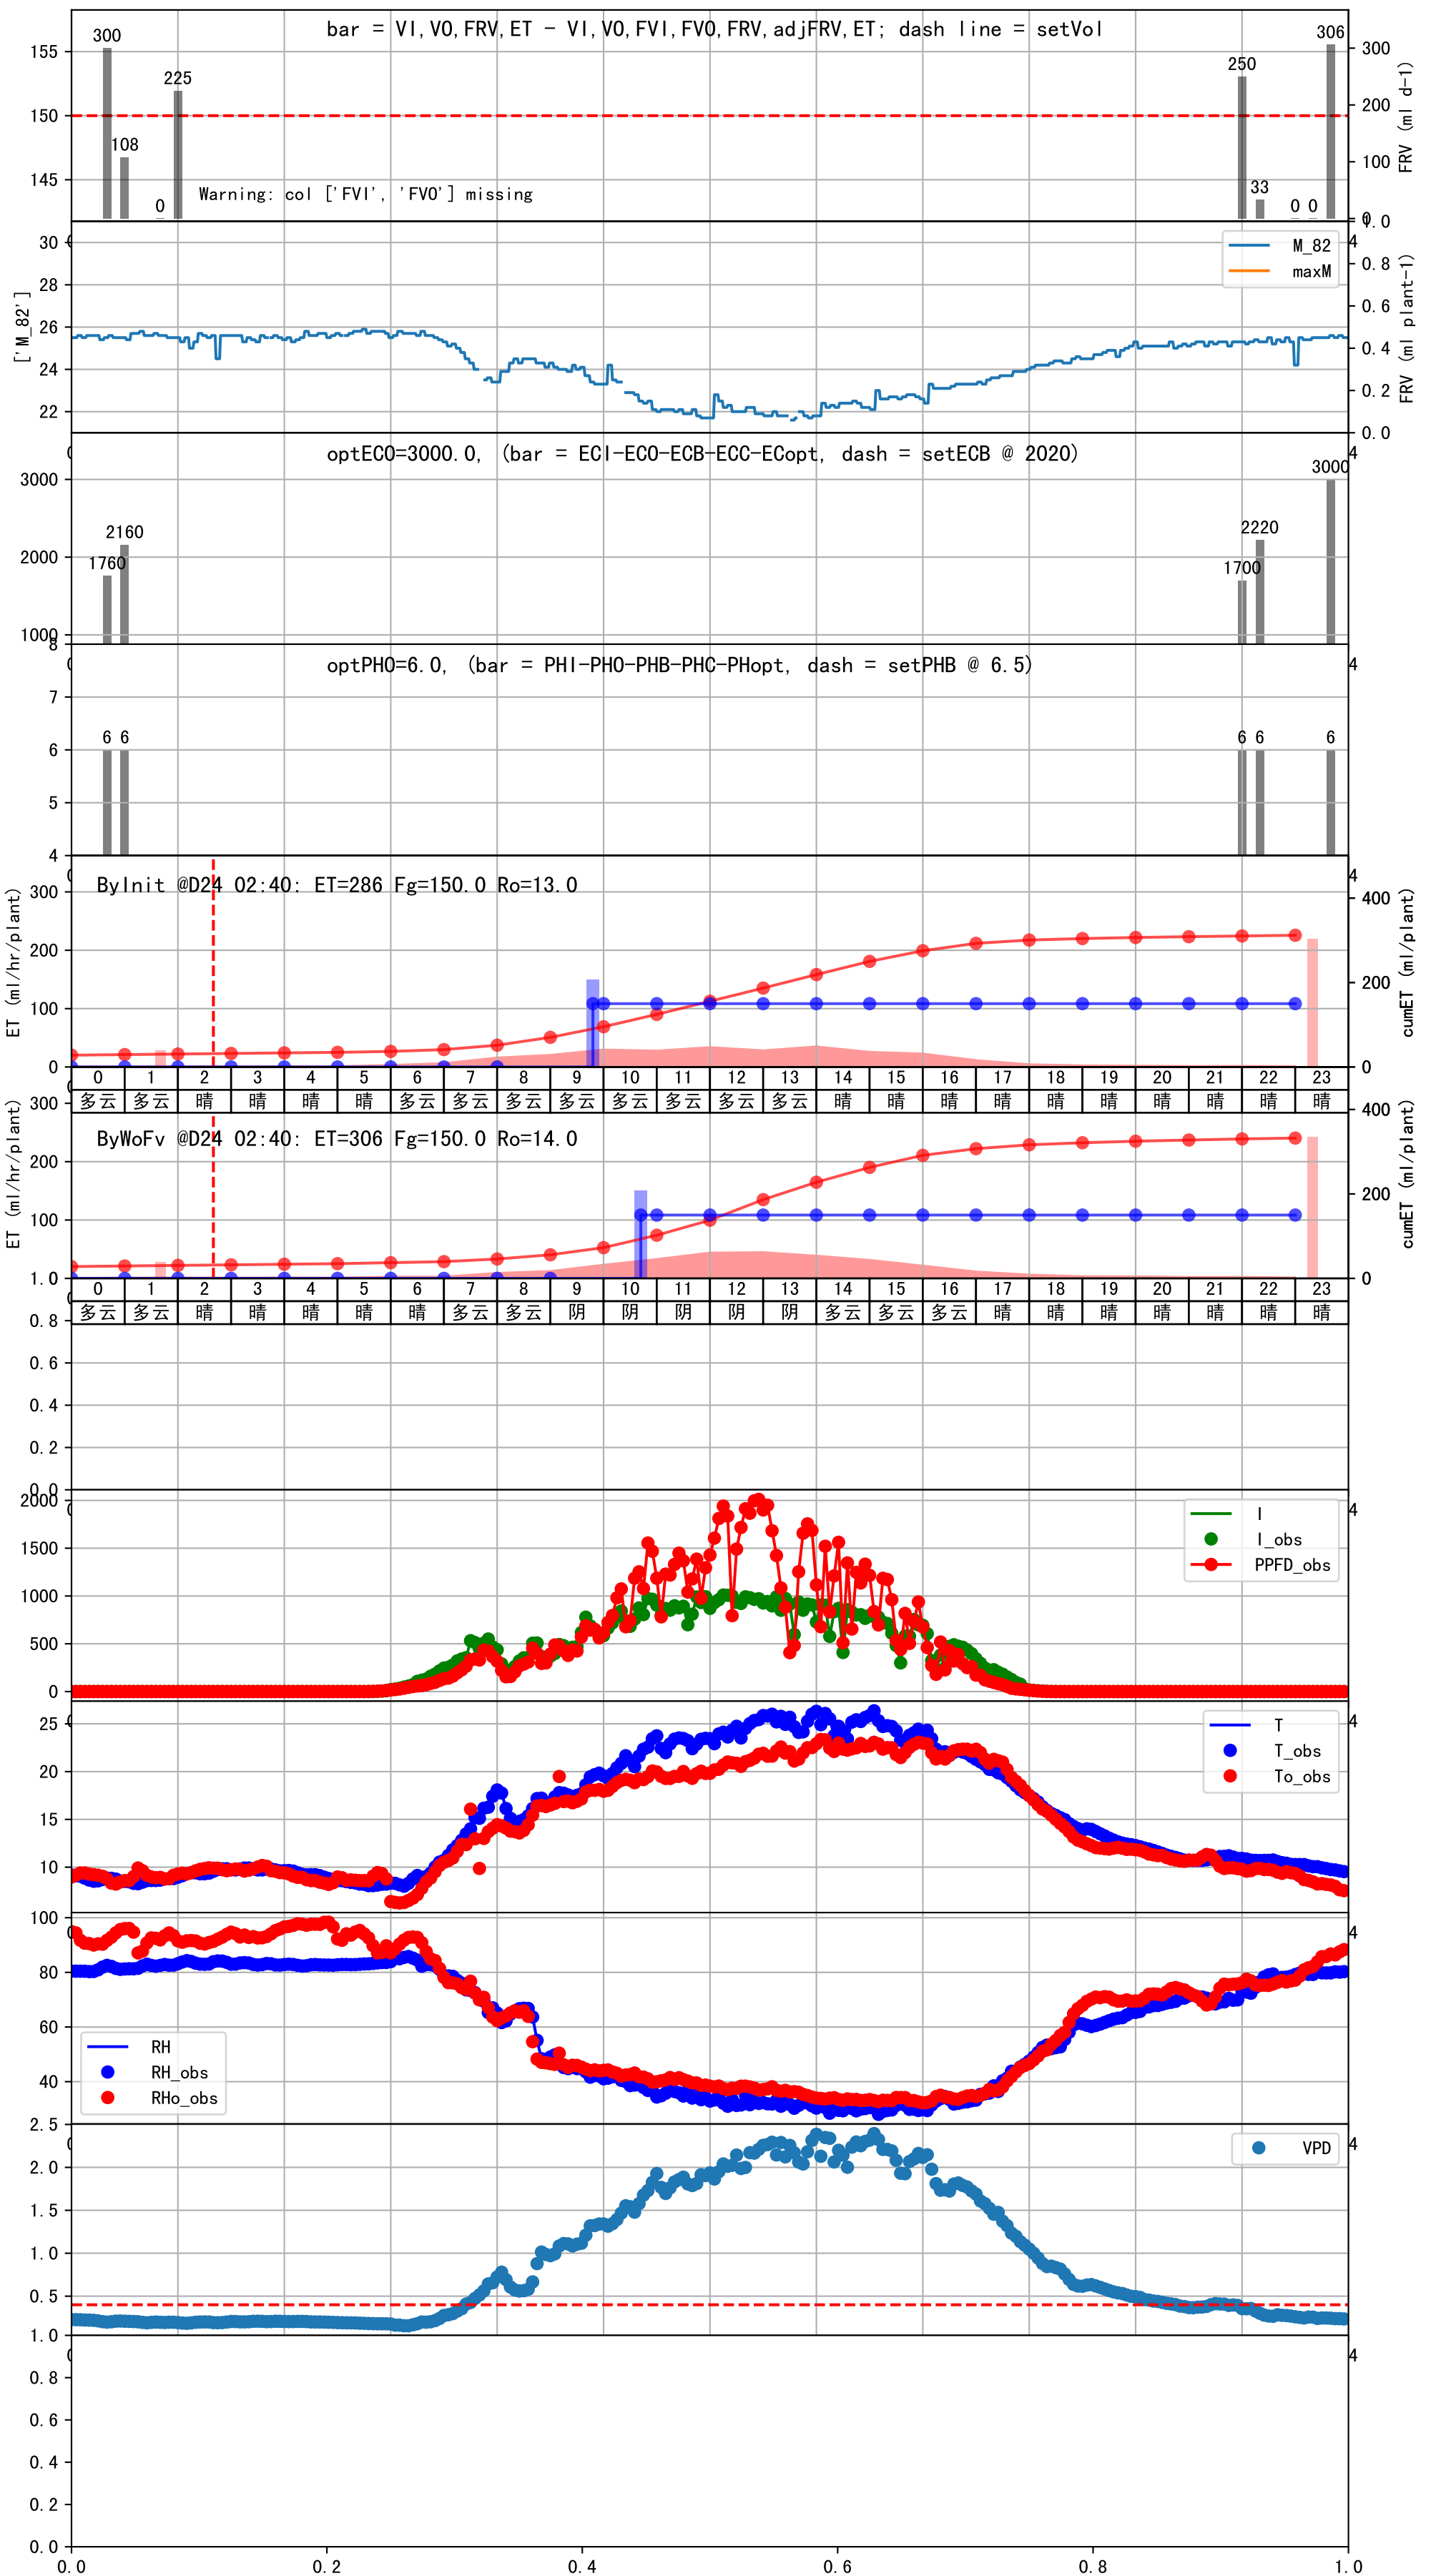 bar = VI,VO,FRV,ET - VI,VO,FVI,FVO,FRV,adjFRV,ET; dash line = setVol
300
108
0
225
250
33
0 0
306
155
150
145
300
200
100
0
FRV (ml d-1)
Warning: col ['FVI', 'FVO'] missing
['M_82']
30
28
26
24
22
1.0
0.8
0.6
0.4
0.2
0.0
FRV (ml plant-1)
M_82
maxM
optECO=3000.0, (bar = ECI-ECO-ECB-ECC-ECopt, dash = setECB @ 2020)
3000
2000
1000
1760
2160
1700
2220
3000
optPHO=6.0, (bar = PHI-PHO-PHB-PHC-PHopt, dash = setPHB @ 6.5)
8
7
6
5
4
6 6
6 6
6
ByInit @D24 02:40: ET=286 Fg=150.0 Ro=13.0
ET (ml/hr/plant)
300
200
100
0
400
200
0
cumET (ml/plant)
0 1 2 3 4 5 6 7 8 9 10 11 12 13 14 15 16 17 18 19 20 21 22 23
多云 多云 晴 晴 晴 晴 多云 多云 多云 多云 多云 多云 多云 多云 晴 晴 晴 晴 晴 晴 晴 晴 晴 晴
ByWoFv @D24 02:40: ET=306 Fg=150.0 Ro=14.0
ET (ml/hr/plant)
300
200
100
400
200
0
cumET (ml/plant)
0 1 2 3 4 5 6 7 8 9 10 11 12 13 14 15 16 17 18 19 20 21 22 23
多云 多云 晴 晴 晴 晴 晴 多云 多云 阴 阴 阴 阴 阴 多云 多云 多云 晴 晴 晴 晴 晴 晴 晴
1.0
0.8
0.6
0.4
0.2
0.0
2000
1500
1000
500
0
I
I_obs
PPFD_obs
25
20
15
10
T
T_obs
To_obs
100
80
60
40
RH
RH_obs
RHo_obs
2.5
2.0
1.5
1.0
0.5
VPD
1.0
0.8
0.6
0.4
0.2
0.0
0.0 0.2 0.4 0.6 0.8 1.0